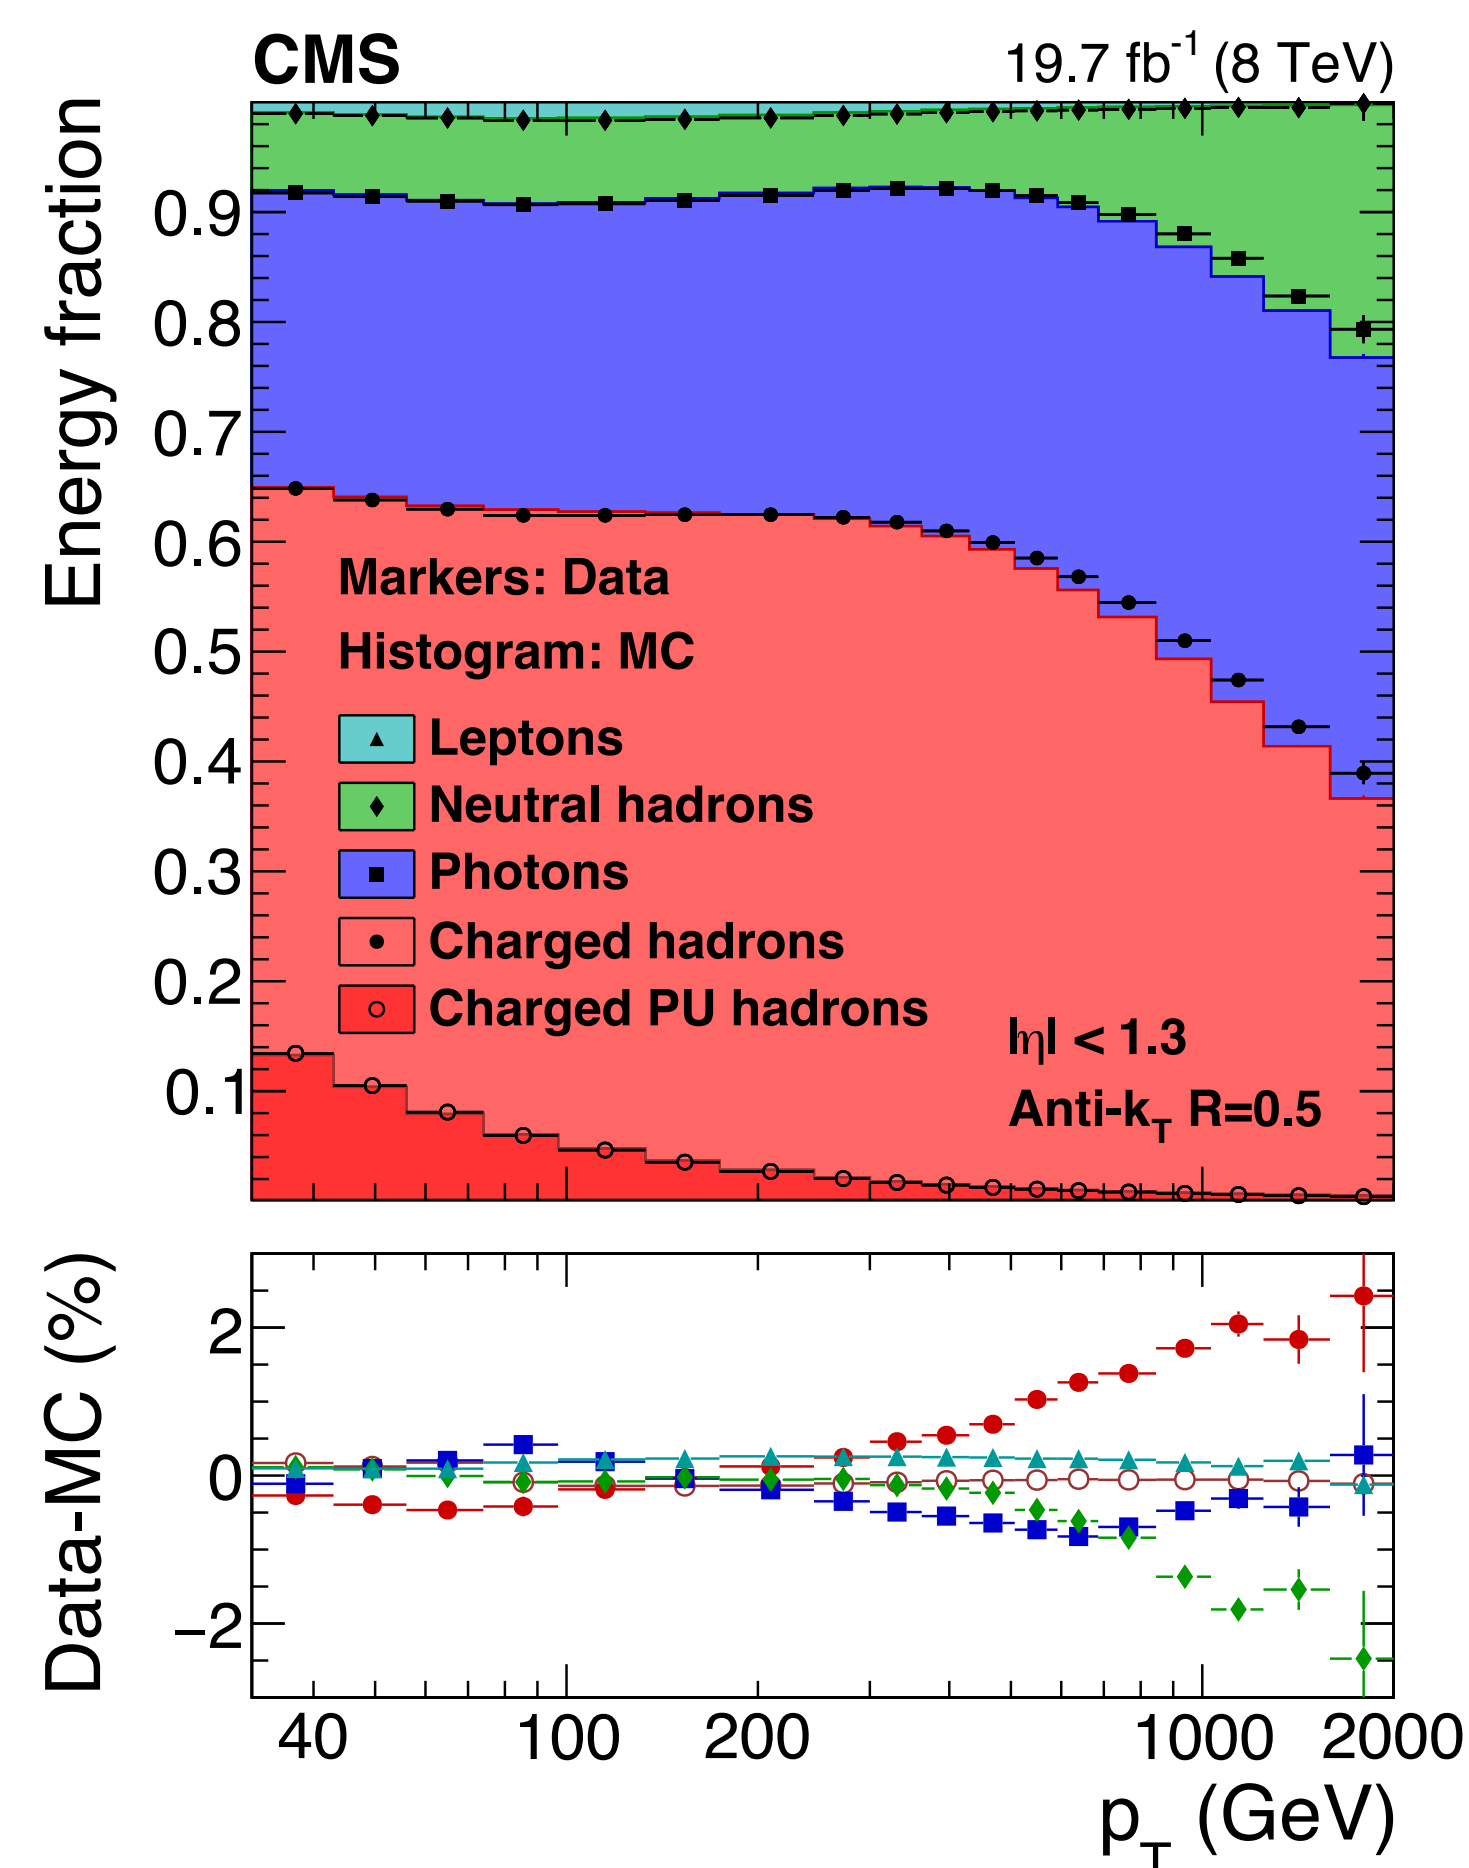 CMS
19.7 fb⁻¹ (8 TeV)
Energy fraction
0.9
0.8
0.7
0.6
0.5
0.4
0.3
0.2
0.1
Markers: Data
Histogram: MC
Leptons
Neutral hadrons
Photons
Charged hadrons
Charged PU hadrons
|η| < 1.3
Anti-k_T R=0.5
Data-MC (%)
2
0
−2
40 100 200 1000 2000
p_T (GeV)